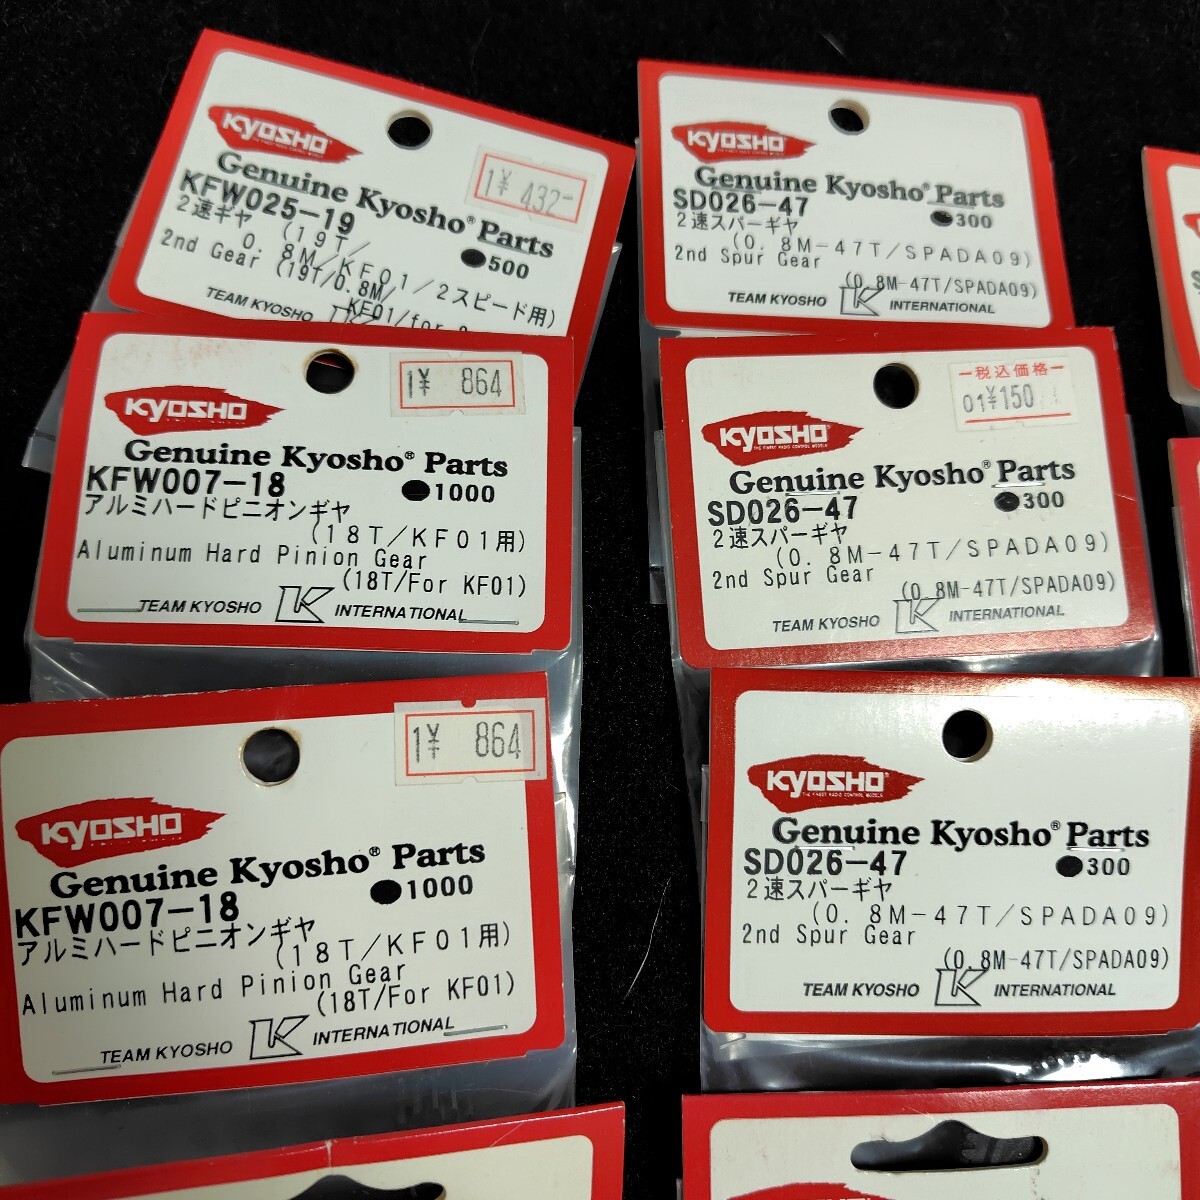 KYOSHO
Genuine Kyosho® Parts
1¥ 432-
KFW025-19
●500
2速ギヤ
(19T/
0.8M/KF01/2スピード用)
2nd Gear (19T/0.8M/
KF01/for
TEAM KYOSHO
KYOSHO
Genuine Kyosho® Parts
SD026-47
●300
2速スパーギヤ
(0.8M-47T/SPADA09)
2nd Spur Gear
(0.8M-47T/SPADA09)
TEAM KYOSHO K INTERNATIONAL
1¥ 864
KYOSHO
Genuine Kyosho® Parts
KFW007-18
●1000
アルミハードピニオンギヤ
(18T/KF01用)
Aluminum Hard Pinion Gear
(18T/For KF01)
TEAM KYOSHO K INTERNATIONAL
-税込価格-
01¥150
KYOSHO
THE FINEST RADIO CONTROL MODELS
Genuine Kyosho® Parts
SD026-47
●300
2速スパーギヤ
(0.8M-47T/SPADA09)
2nd Spur Gear
(0.8M-47T/SPADA09)
TEAM KYOSHO K INTERNATIONAL
1¥ 864
KYOSHO
Genuine Kyosho® Parts
KFW007-18
●1000
アルミハードピニオンギヤ
(18T/KF01用)
Aluminum Hard Pinion Gear
(18T/For KF01)
TEAM KYOSHO K INTERNATIONAL
KYOSHO
THE FINEST RADIO CONTROL MODELS
Genuine Kyosho® Parts
SD026-47
●300
2速スパーギヤ
(0.8M-47T/SPADA09)
2nd Spur Gear
(0.8M-47T/SPADA09)
TEAM KYOSHO K INTERNATIONAL